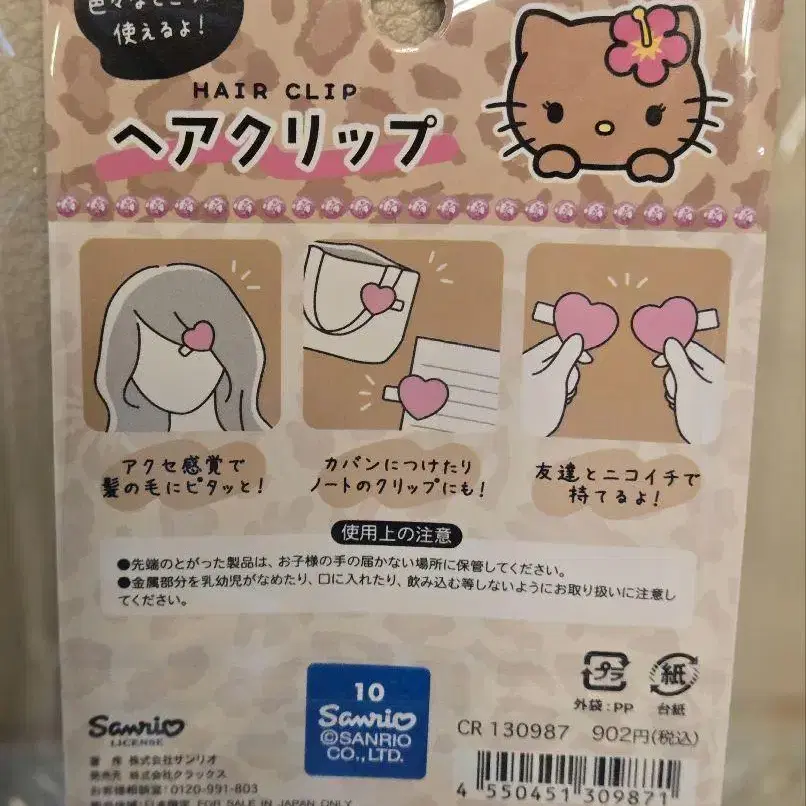 使えるよ!
HAIR CLIP
ヘアクリップ
アクセ感覚で
髪の毛にピタッと!
カバンにつけたり
ノートのクリップにも!
友達とニコイチで
持てるよ!
使用上の注意
●先端のとがった製品は、お子様の手の届かない場所に保管してください。
●金属部分を乳幼児がなめたり、口に入れたり、飲み込む等しないようにお取り扱いに注意し
てください。
プラ
紙
外袋:PP
台紙
Sanrio
LICENSE
10
Sanrio
©SANRIO
CO., LTD.
CR 130987 902円(税込)
著 作 株式会社サンリオ
発売元 株式会社クラックス
お客様相談室/0120-991-803
FOR SALE IN JAPAN ONLY
4 550451 309871